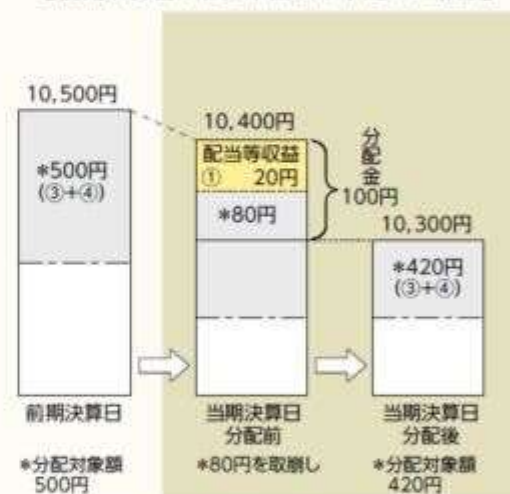 10,500円
*500円
(③+④)
10,400円
配当等収益
① 20円
*80円
分配金
100円
10,300円
*420円
(③+④)
前期決算日
当期決算日
分配前
当期決算日
分配後
*分配対象額
500円
*80円を取崩し
*分配対象額
420円